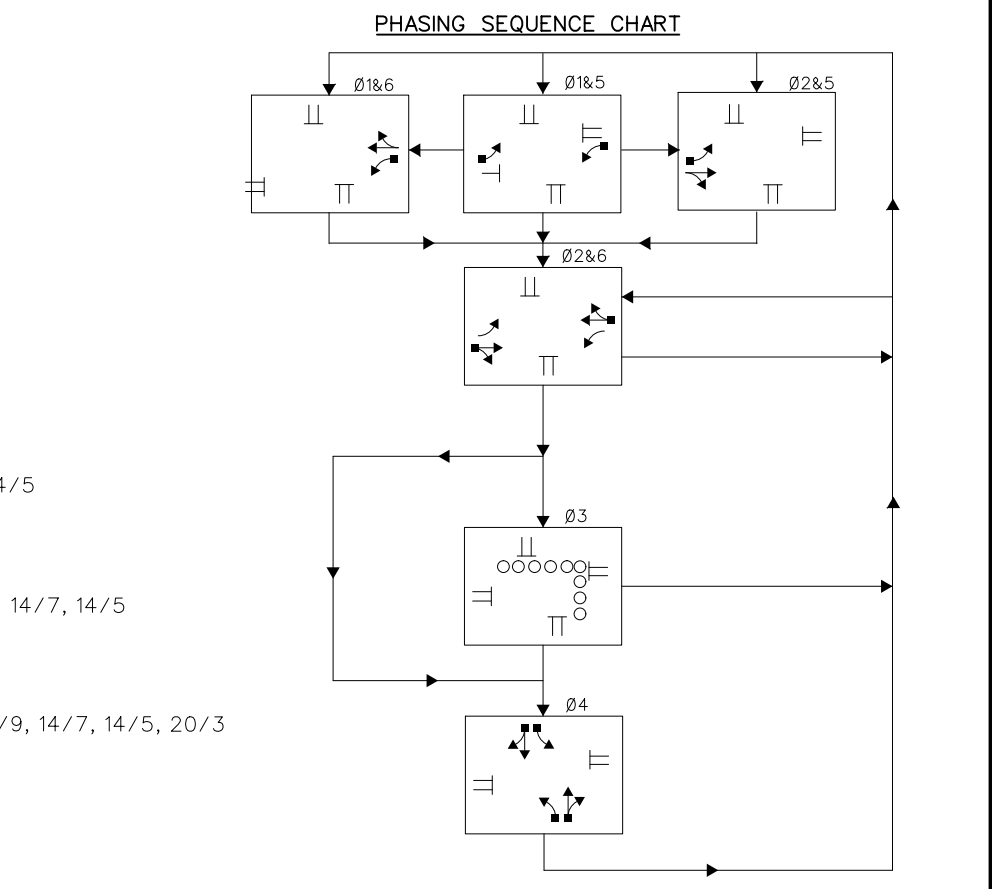 PHASING SEQUENCE CHART
Ø1&6
Ø1&5
Ø2&5
Ø2&6
4/5
Ø3
14/7, 14/5
/9, 14/7, 14/5, 20/3
Ø4